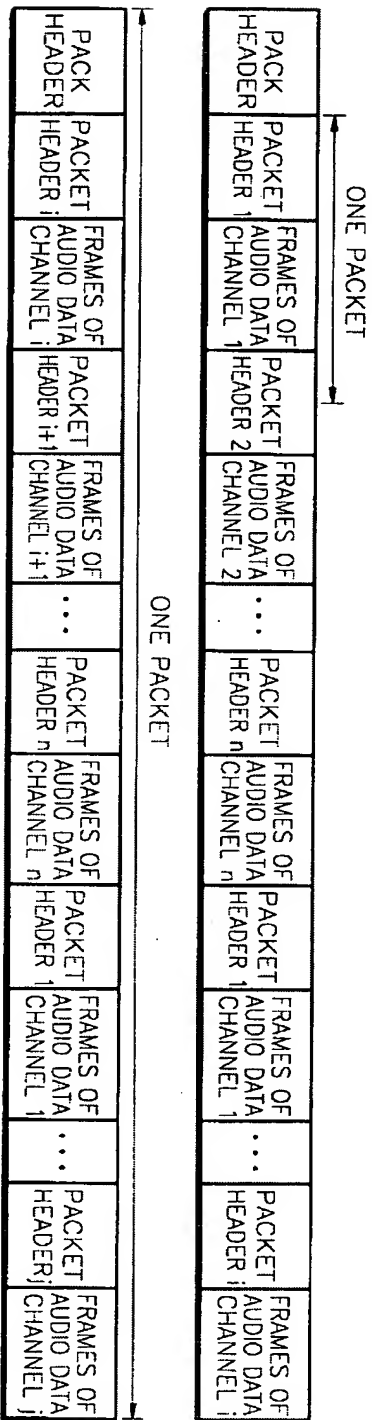 ONE PACKET
PACK
HEADER
PACKET
HEADER 1
FRAMES OF
AUDIO DATA
CHANNEL 1
PACKET
HEADER 2
FRAMES OF
AUDIO DATA
CHANNEL 2
...
PACKET
HEADER n
FRAMES OF
AUDIO DATA
CHANNEL n
PACKET
HEADER 1
FRAMES OF
AUDIO DATA
CHANNEL 1
...
PACKET
HEADER i
FRAMES OF
AUDIO DATA
CHANNEL i
ONE PACKET
PACK
HEADER
PACKET
HEADER i
FRAMES OF
AUDIO DATA
CHANNEL i
PACKET
HEADER i+1
FRAMES OF
AUDIO DATA
CHANNEL i+1
...
PACKET
HEADER n
FRAMES OF
AUDIO DATA
CHANNEL n
PACKET
HEADER 1
FRAMES OF
AUDIO DATA
CHANNEL 1
...
PACKET
HEADER j
FRAMES OF
AUDIO DATA
CHANNEL j